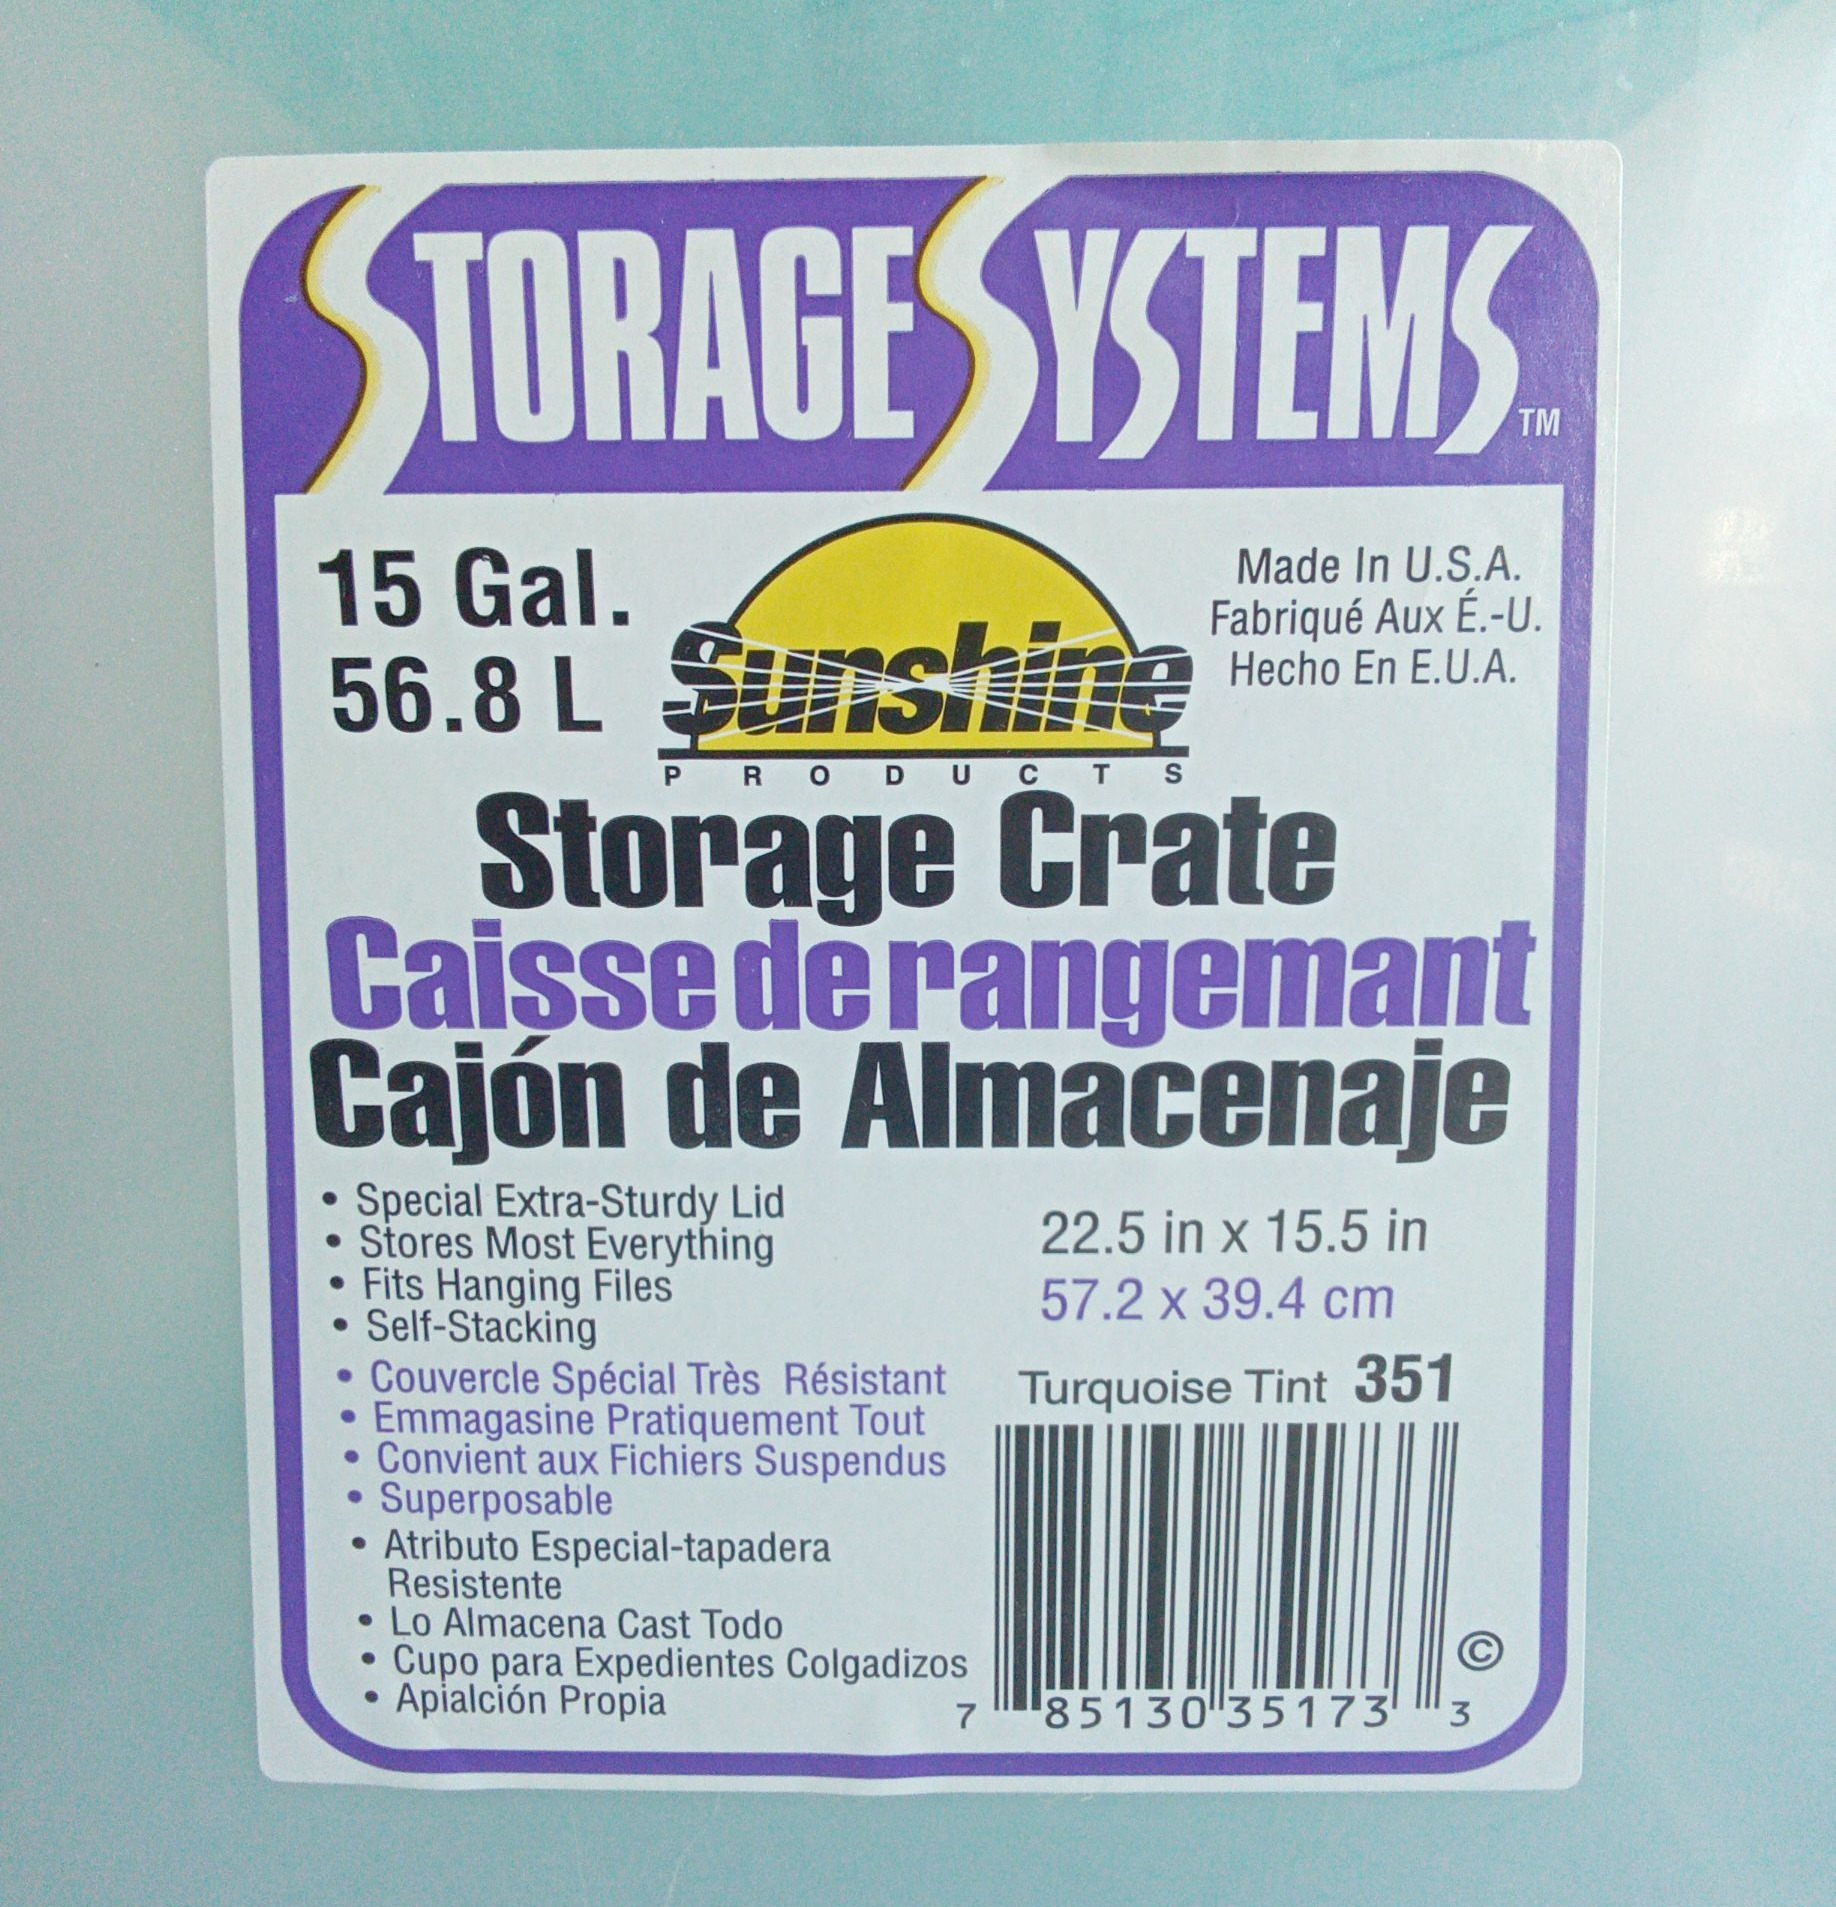 STORAGE SYSTEMS™
15 Gal.
56.8 L
Sunshine
PRODUCTS
Made In U.S.A.
Fabriqué Aux É.-U.
Hecho En E.U.A.
Storage Crate
Caisse de rangemant
Cajón de Almacenaje
• Special Extra-Sturdy Lid
• Stores Most Everything
• Fits Hanging Files
• Self-Stacking
• Couvercle Spécial Très Résistant
• Emmagasine Pratiquement Tout
• Convient aux Fichiers Suspendus
• Superposable
• Atributo Especial-tapadera
Resistente
• Lo Almacena Cast Todo
• Cupo para Expedientes Colgadizos
• Apialción Propia
22.5 in x 15.5 in
57.2 x 39.4 cm
Turquoise Tint 351
©
7 85130 35173 3